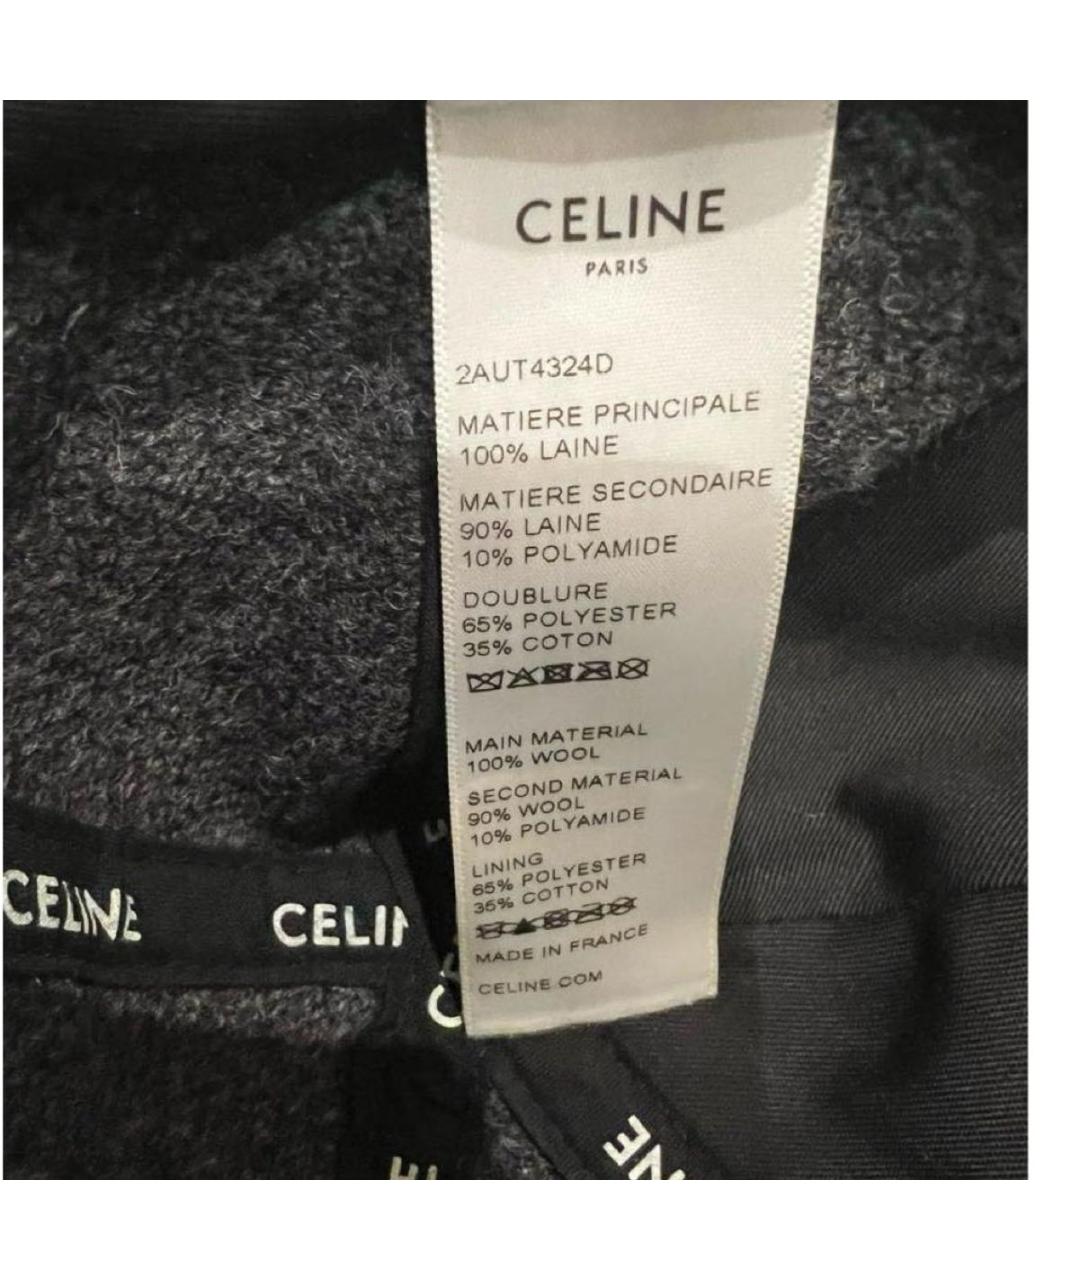 CELINE
PARIS
2AUT4324D
MATIERE PRINCIPALE
100% LAINE
MATIERE SECONDAIRE
90% LAINE
10% POLYAMIDE
DOUBLURE
65% POLYESTER
35% COTON
MAIN MATERIAL
100% WOOL
SECOND MATERIAL
90% WOOL
10% POLYAMIDE
LINING
65% POLYESTER
35% COTTON
MADE IN FRANCE
CELINE.COM
CELINE
CELIN
C
NE